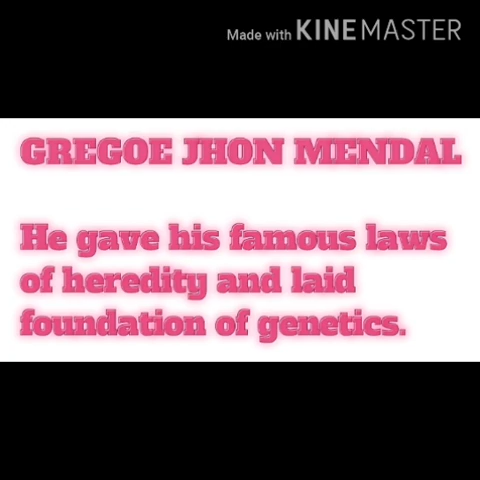 Made with KINEMASTER
GREGOE JHON MENDAL
He gave his famous laws
of heredity and laid
foundation of genetics.